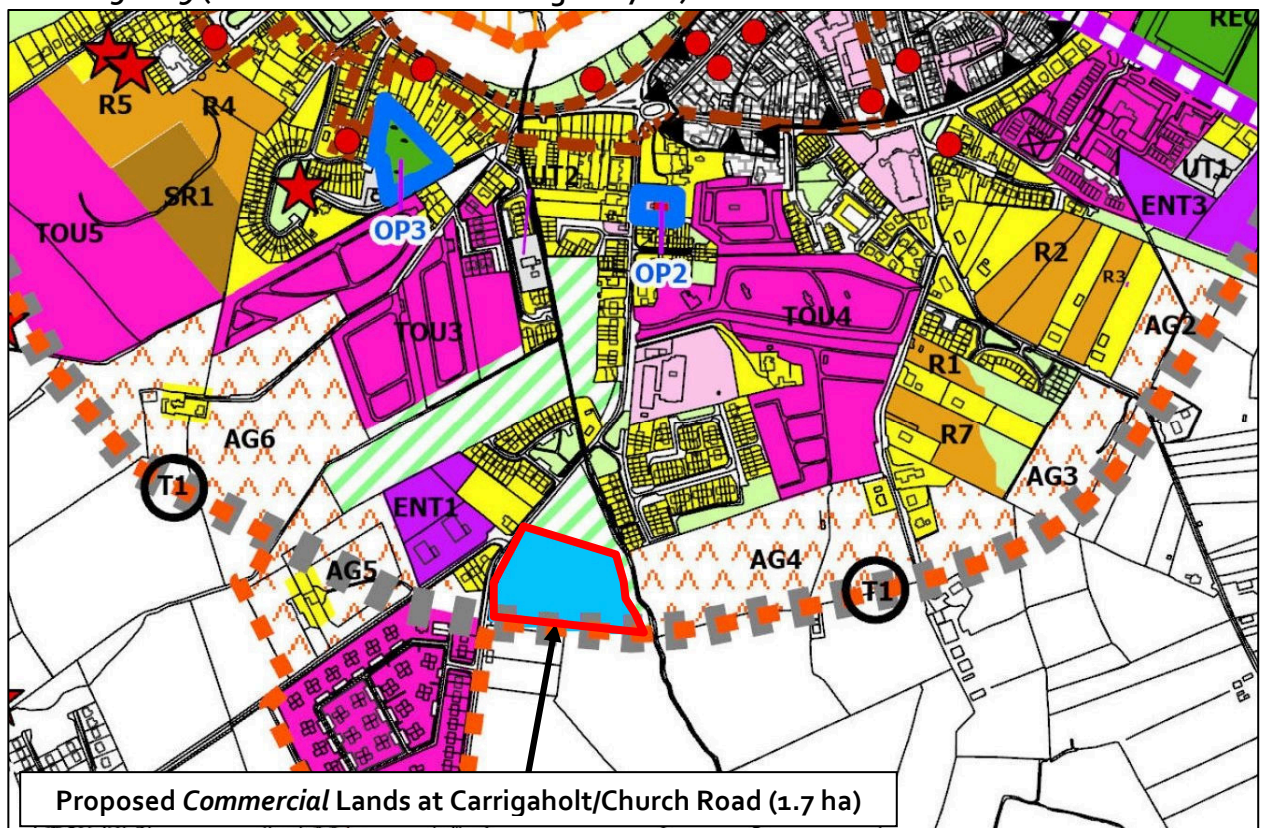 REC
R5
R4
UT2
UT1
SR1
ENT3
TOU5
OP3
R2
OP2
R3
TOU3
TOU4
AG2
R1
AG6
R7
T1
AG3
ENT1
AG5
AG4
T1
Proposed Commercial Lands at Carrigaholt/Church Road (1.7 ha)